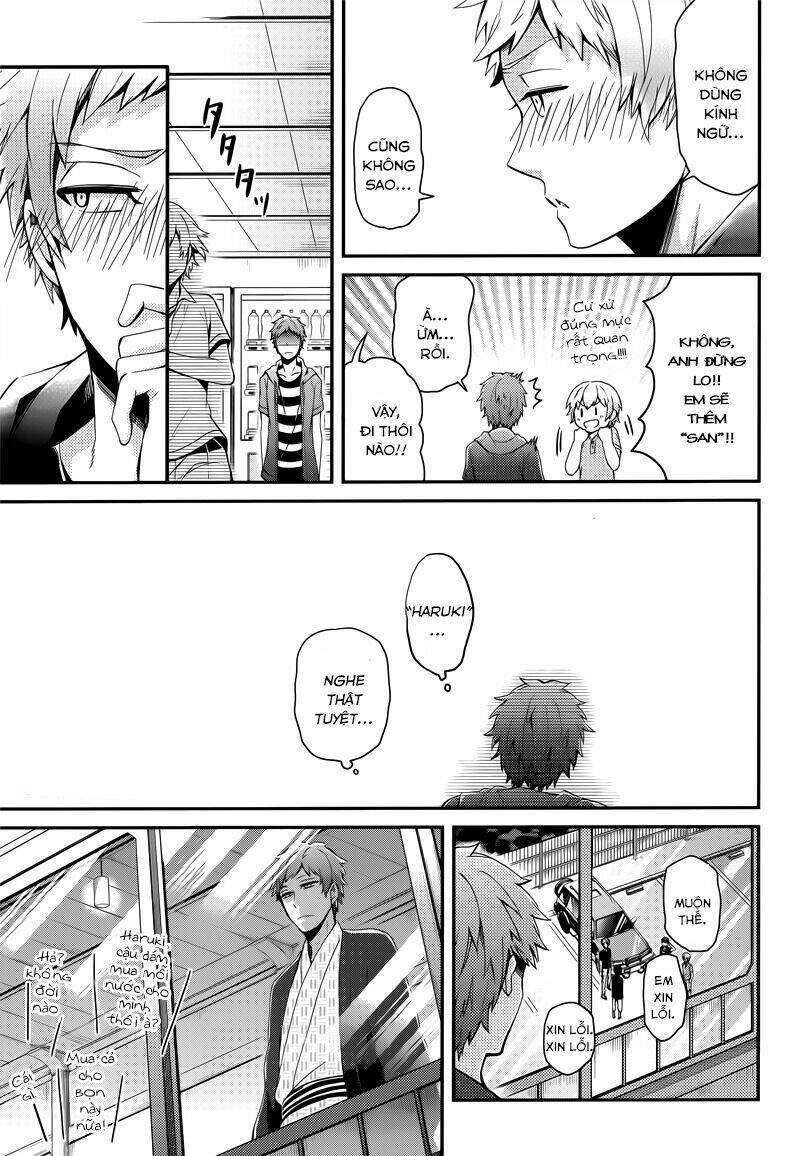 KHÔNG
DÙNG
KÍNH
NGỮ...
CŨNG
KHÔNG
SAO...
タタタッ
KHÔNG,
ANH ĐỪNG
LO!!
EM SẼ
THÊM
“SAN”!!
Cư xử
đúng mực
rất quan
trọng!!!!
À...
ỪM...
RỒI.
VẬY,
ĐI THÔI
NÀO!!
“HARUKI”
...
NGHE
THẬT
TUYỆT...
MUỘN
THẾ.
EM
XIN LỖI.
XIN LỖI.
XIN LỖI.
Haruki,
cậu dám
mua mỗi
nước cho
mình
thôi à?
Hả?
không
đời
nào
Mua cả
cho
bọn
này
nữa!
Cái
gì